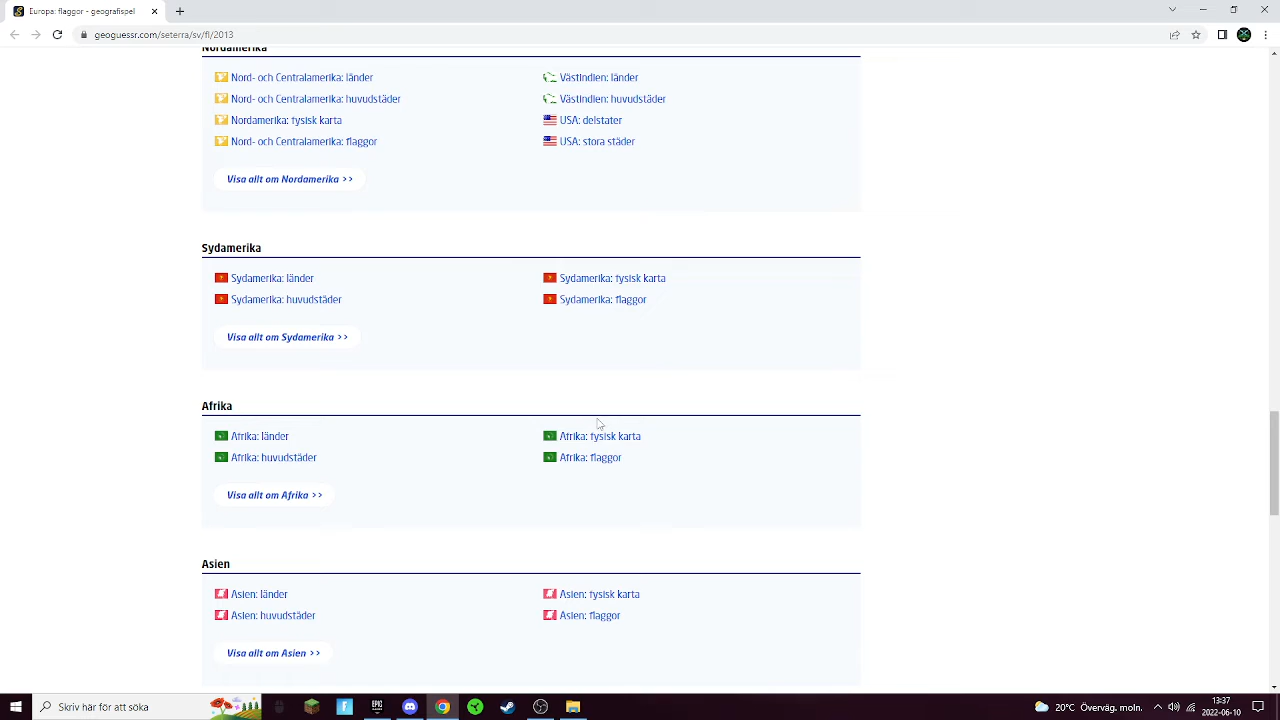 Europa: flaggor - geografispel
geoguessr.com/seterra/sv/fl/2013
Nordamerika
Nord- och Centralamerika: länder
Västindien: länder
Nord- och Centralamerika: huvudstäder
Västindien: huvudstäder
Nordamerika: fysisk karta
USA: delstater
Nord- och Centralamerika: flaggor
USA: stora städer
Visa allt om Nordamerika >>
Sydamerika
Sydamerika: länder
Sydamerika: fysisk karta
Sydamerika: huvudstäder
Sydamerika: flaggor
Visa allt om Sydamerika >>
Afrika
Afrika: länder
Afrika: fysisk karta
Afrika: huvudstäder
Afrika: flaggor
Visa allt om Afrika >>
Asien
Asien: länder
Asien: fysisk karta
Asien: huvudstäder
Asien: flaggor
Visa allt om Asien >>
Skriv här för att söka
EPIC
20°C Överväg. moln.
13:37
2022-06-10